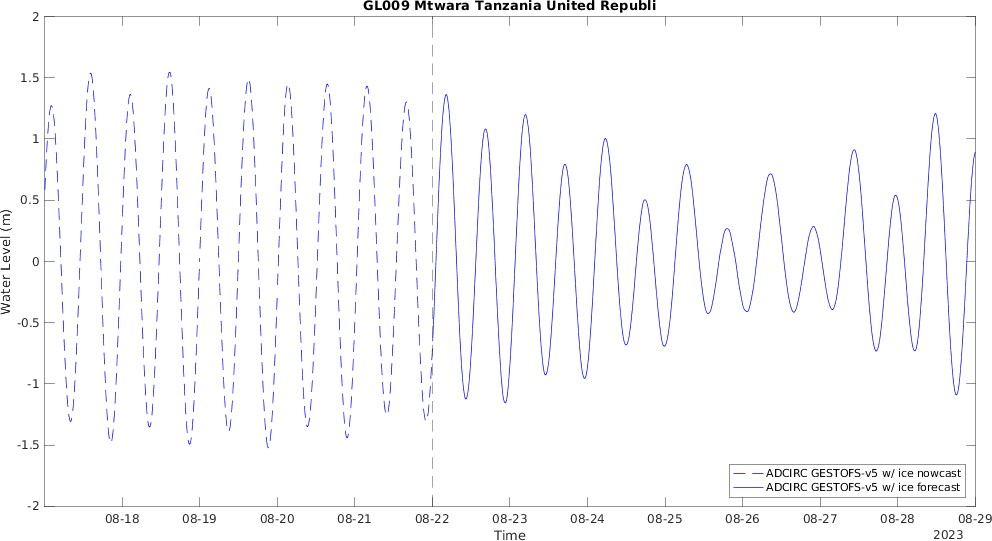 GL009 Mtwara Tanzania United Republi
2
1.5
1
0.5
0
-0.5
-1
-1.5
-2
Water Level (m)
ADCIRC GESTOFS-v5 w/ ice nowcast
ADCIRC GESTOFS-v5 w/ ice forecast
08-18 08-19 08-20 08-21 08-22 08-23 08-24 08-25 08-26 08-27 08-28 08-29
Time
2023